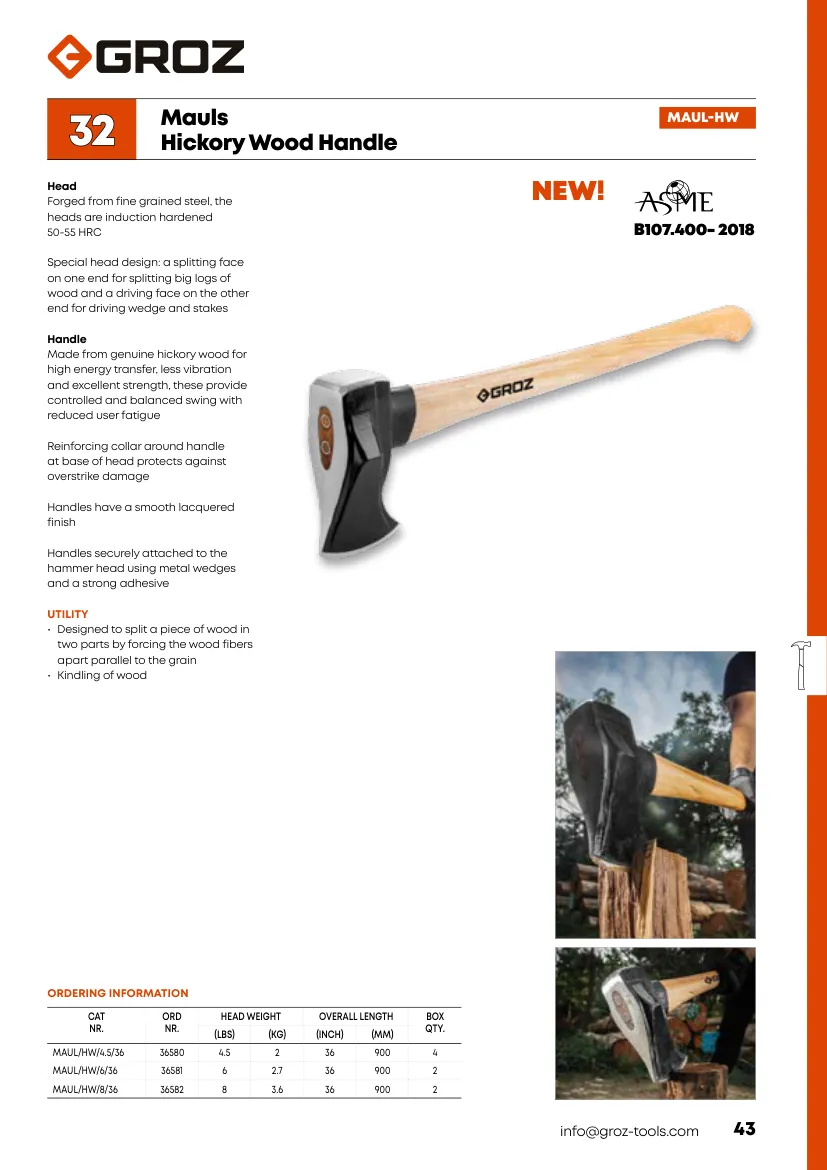 GROZ
32
Mauls
Hickory Wood Handle
MAUL-HW
NEW!
ASME
B107.400- 2018
Head
Forged from fine grained steel, the
heads are induction hardened
50-55 HRC
Special head design: a splitting face
on one end for splitting big logs of
wood and a driving face on the other
end for driving wedge and stakes
Handle
Made from genuine hickory wood for
high energy transfer, less vibration
and excellent strength, these provide
controlled and balanced swing with
reduced user fatigue
Reinforcing collar around handle
at base of head protects against
overstrike damage
Handles have a smooth lacquered
finish
Handles securely attached to the
hammer head using metal wedges
and a strong adhesive
UTILITY
• Designed to split a piece of wood in
two parts by forcing the wood fibers
apart parallel to the grain
• Kindling of wood
GROZ
GROZ
ORDERING INFORMATION
CAT NR. ORD NR. HEAD WEIGHT OVERALL LENGTH BOX QTY.
(LBS) (KG) (INCH) (MM)
MAUL/HW/4.5/36 36580 4.5 2 36 900 4
MAUL/HW/6/36 36581 6 2.7 36 900 2
MAUL/HW/8/36 36582 8 3.6 36 900 2
info@groz-tools.com 43